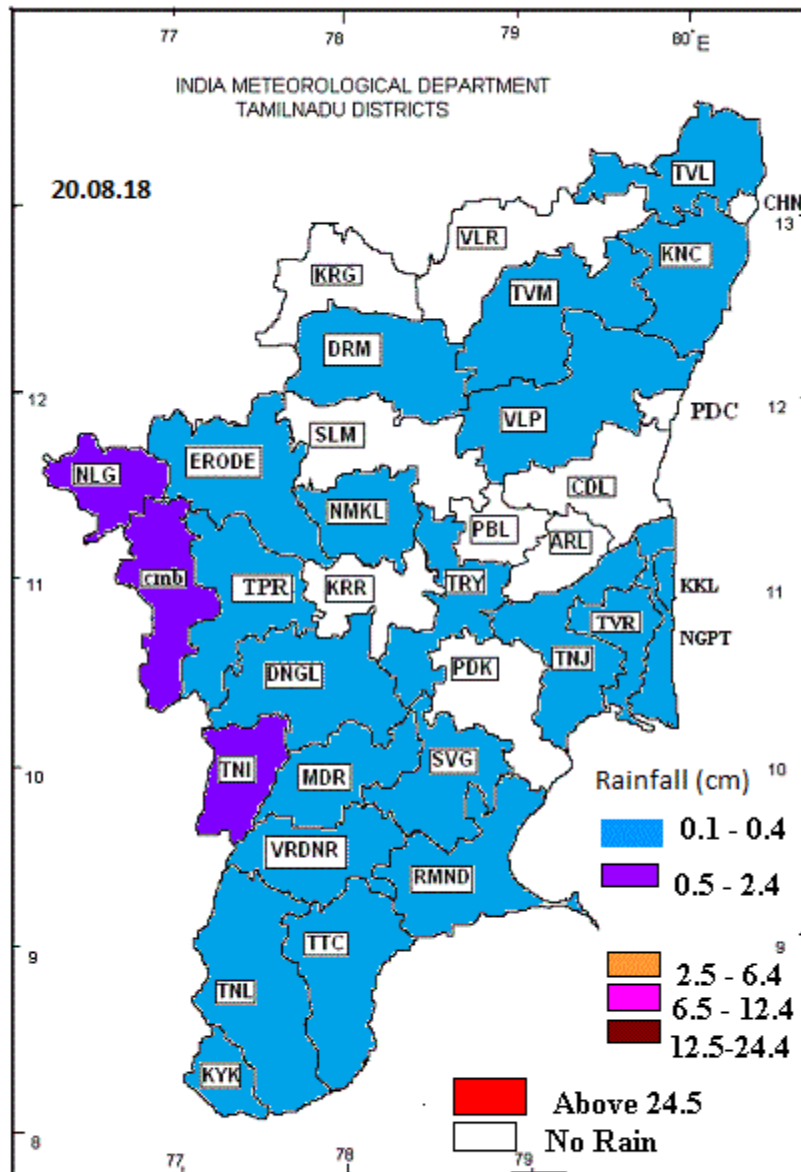 77 78 79 80°E
INDIA METEOROLOGICAL DEPARTMENT
TAMILNADU DISTRICTS
20.08.18
TVL
CHN
13
VLR
KNC
KRG
TVM
DRM
12
12
PDC
VLP
SLM
ERODE
NLG
CDL
NMKL
PBL
ARL
11
cmb
TPR
KRR
TRY
KKL
11
TVR
NGPT
DNGL
PDK
TNJ
10
TNI
MDR
SVG
10
Rainfall (cm)
0.1 - 0.4
VRDNR
RMND
0.5 - 2.4
9
TTC
9
2.5 - 6.4
TNL
6.5 - 12.4
12.5-24.4
KYK
Above 24.5
8
No Rain
77 78 79